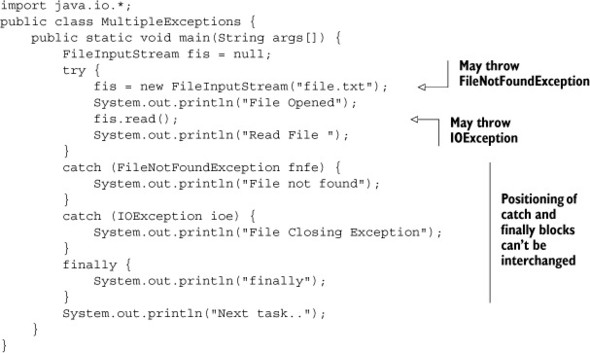 import java.io.*;
public class MultipleExceptions {
    public static void main(String args[]) {
        FileInputStream fis = null;
        try {
            fis = new FileInputStream("file.txt");
            System.out.println("File Opened");
            fis.read();
            System.out.println("Read File ");
        }
        catch (FileNotFoundException fnfe) {
            System.out.println("File not found");
        }
        catch (IOException ioe) {
            System.out.println("File Closing Exception");
        }
        finally {
            System.out.println("finally");
        }
        System.out.println("Next task..");
    }
}
May throw
FileNotFoundException
May throw
IOException
Positioning of
catch and
finally blocks
can't be
interchanged